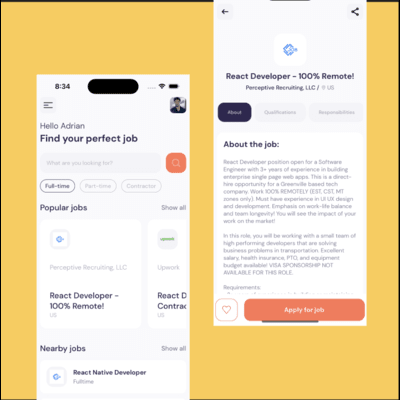 8:34
Hello Adrian
Find your perfect job
What are you looking for?
Full-time
Part-time
Contractor
Popular jobs
Show all
Perceptive Recruiting, LLC
React Developer -
100% Remote!
US
Upwork
React D
Contrac
US
Nearby jobs
Show all
React Native Developer
Fulltime
React Developer - 100% Remote!
Perceptive Recruiting, LLC / US
About
Qualifications
Responsibilities
About the job:
React Developer position open for a Software
Engineer with 3+ years of experience in building
enterprise single page web apps. This is a direct-
hire opportunity for a Greenville based tech
company. Work 100% REMOTELY (EST, CST, MT
zones only). Must have experience in UI UX design
and development. Emphasis on work-life balance
and team longevity! You will see the impact of your
work on the market!
In this role, you will be working with a small team of
high performing developers that are solving
business problems in transportation. Excellent
salary, health insurance, PTO, and equipment
budget available! VISA SPONSORSHIP NOT
AVAILABLE FOR THIS ROLE.
Requirements:
Apply for job